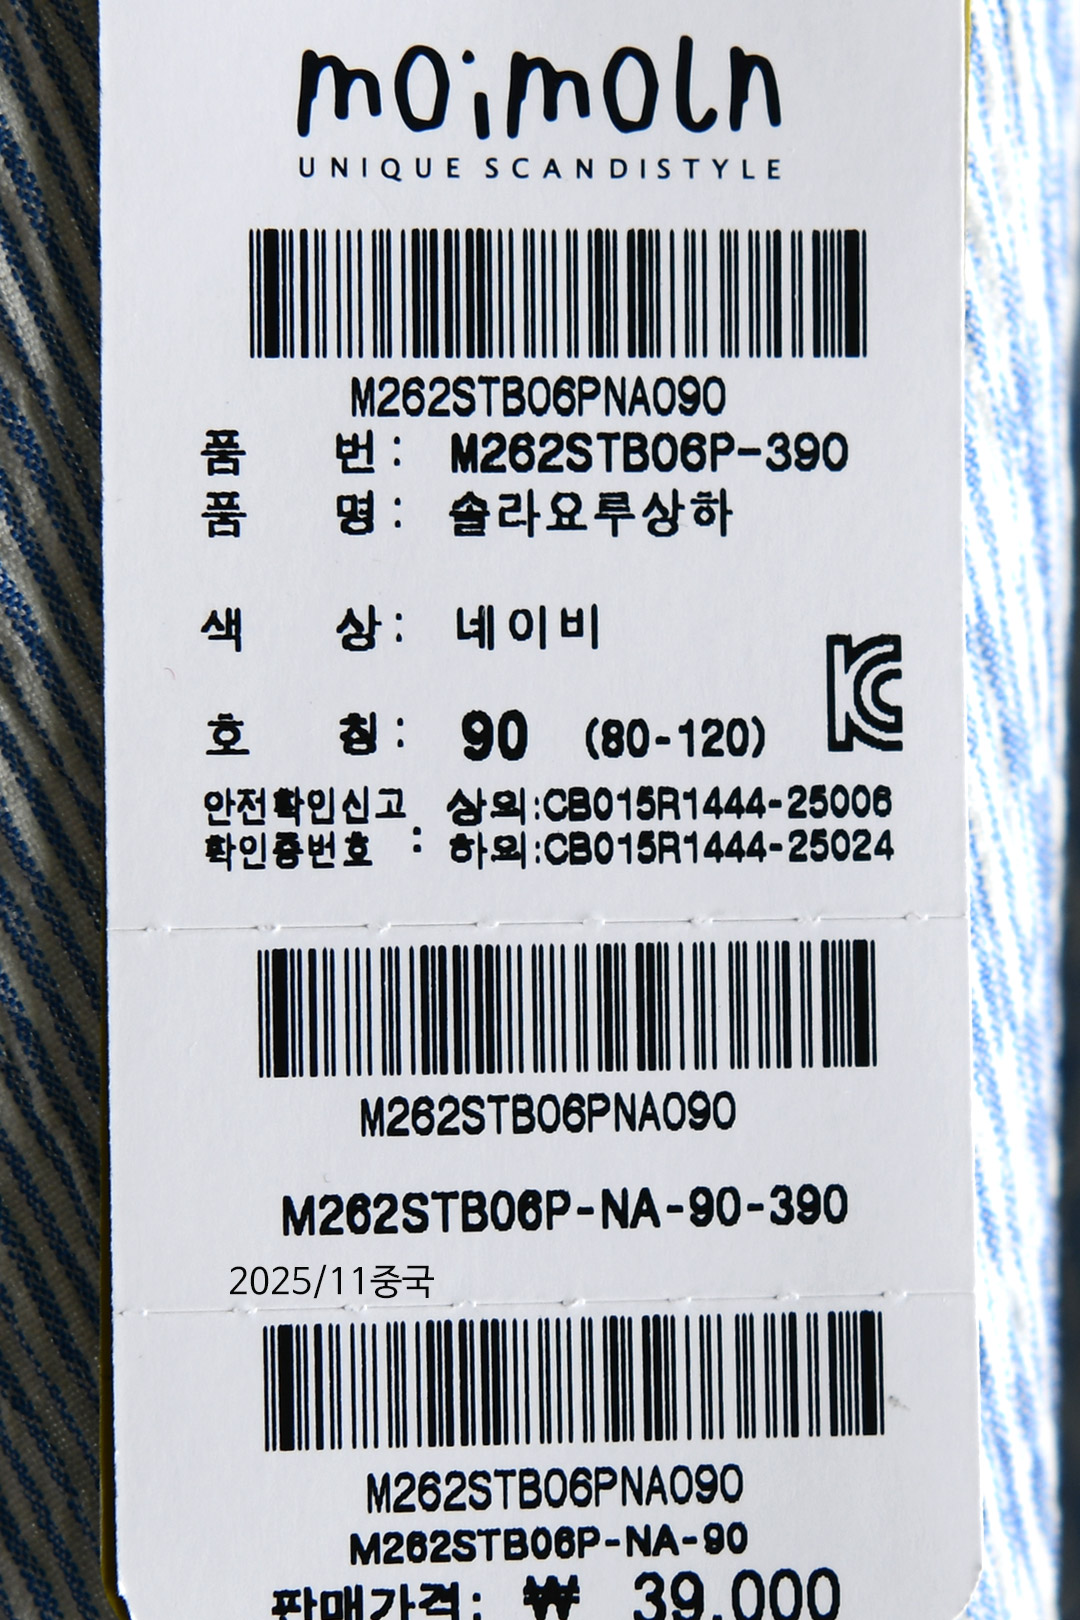 moimoln
UNIQUE SCANDISTYLE
M262STB06PNA090
품 번: M262STB06P-390
품 명: 솔라요루상하
색 상: 네이비
호 칭: 90 (80-120)
안전확인신고 상의:CB015R1444-25006
확인증번호 : 하의:CB015R1444-25024
M262STB06PNA090
M262STB06P-NA-90-390
2025/11중국
M262STB06PNA090
M262STB06P-NA-90
판매가격: ₩ 39,000